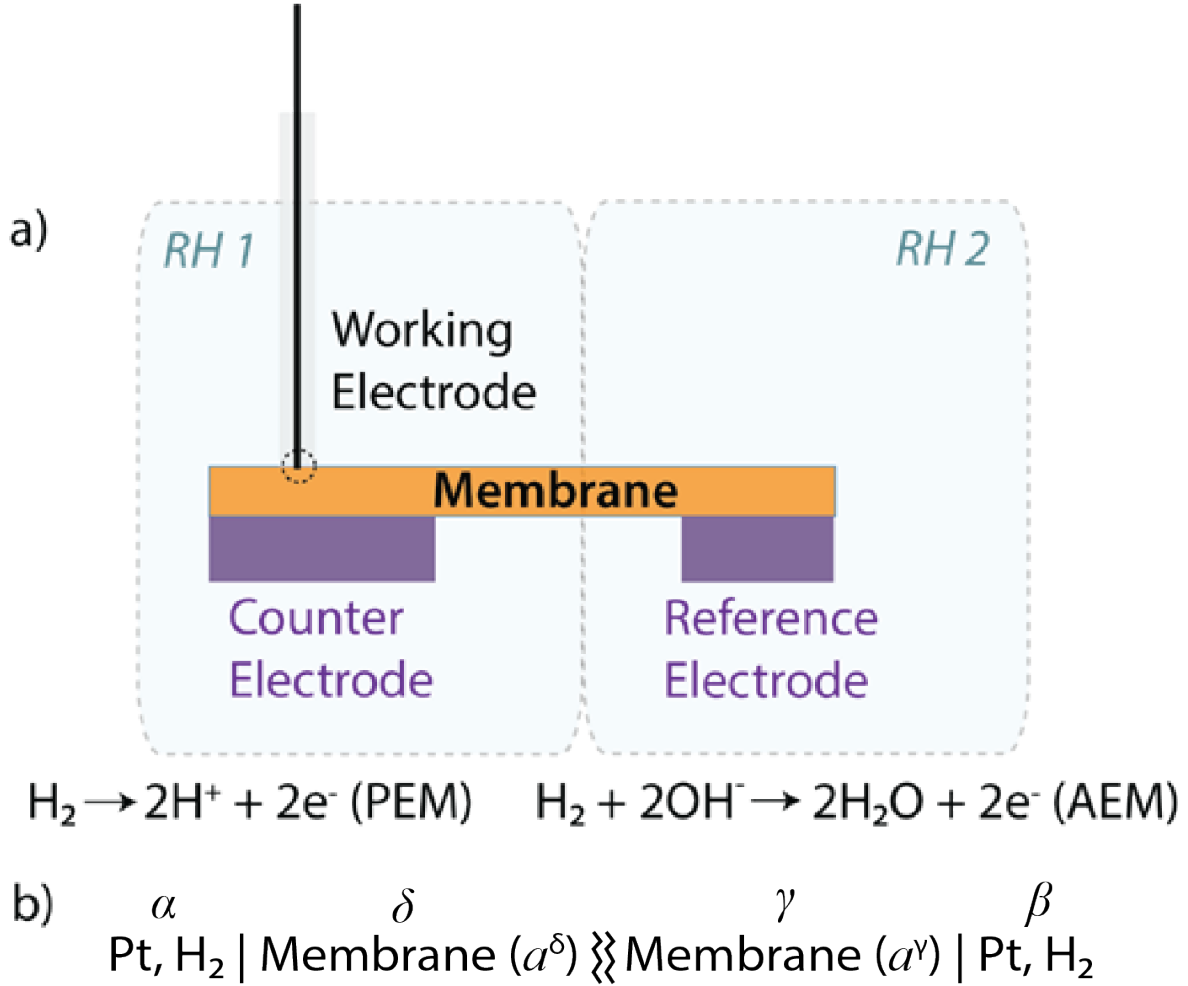 a)
RH 1
RH 2
Working
Electrode
Membrane
Counter
Electrode
Reference
Electrode
H₂ → 2H⁺ + 2e⁻ (PEM)
H₂ + 2OH⁻ → 2H₂O + 2e⁻ (AEM)
b)
α δ γ β
Pt, H₂ | Membrane (a^δ) ⸾ Membrane (a^γ) | Pt, H₂